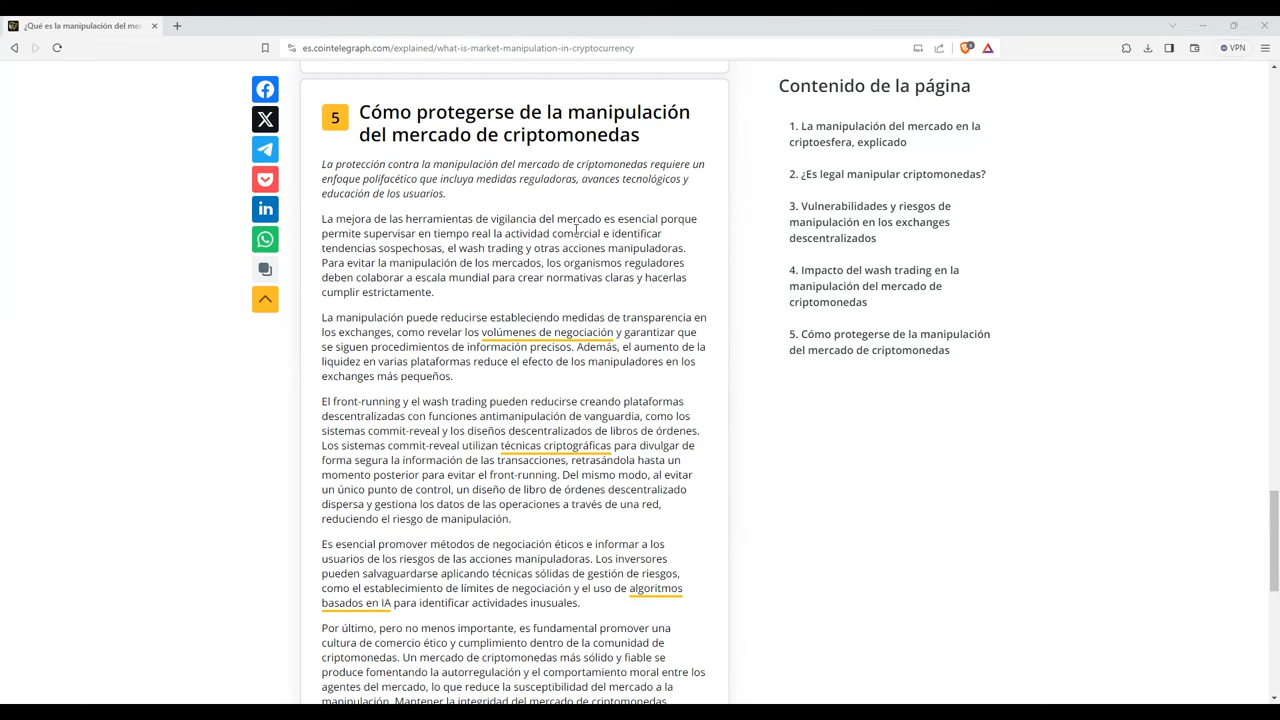 ¿Qué es la manipulación del mer
es.cointelegraph.com/explained/what-is-market-manipulation-in-cryptocurrency
VPN
5
Cómo protegerse de la manipulación
del mercado de criptomonedas
La protección contra la manipulación del mercado de criptomonedas requiere un
enfoque polifacético que incluya medidas reguladoras, avances tecnológicos y
educación de los usuarios.
La mejora de las herramientas de vigilancia del mercado es esencial porque
permite supervisar en tiempo real la actividad comercial e identificar
tendencias sospechosas, el wash trading y otras acciones manipuladoras.
Para evitar la manipulación de los mercados, los organismos reguladores
deben colaborar a escala mundial para crear normativas claras y hacerlas
cumplir estrictamente.
La manipulación puede reducirse estableciendo medidas de transparencia en
los exchanges, como revelar los volúmenes de negociación y garantizar que
se siguen procedimientos de información precisos. Además, el aumento de la
liquidez en varias plataformas reduce el efecto de los manipuladores en los
exchanges más pequeños.
El front-running y el wash trading pueden reducirse creando plataformas
descentralizadas con funciones antimanipulación de vanguardia, como los
sistemas commit-reveal y los diseños descentralizados de libros de órdenes.
Los sistemas commit-reveal utilizan técnicas criptográficas para divulgar de
forma segura la información de las transacciones, retrasándola hasta un
momento posterior para evitar el front-running. Del mismo modo, al evitar
un único punto de control, un diseño de libro de órdenes descentralizado
dispersa y gestiona los datos de las operaciones a través de una red,
reduciendo el riesgo de manipulación.
Es esencial promover métodos de negociación éticos e informar a los
usuarios de los riesgos de las acciones manipuladoras. Los inversores
pueden salvaguardarse aplicando técnicas sólidas de gestión de riesgos,
como el establecimiento de límites de negociación y el uso de algoritmos
basados en IA para identificar actividades inusuales.
Por último, pero no menos importante, es fundamental promover una
cultura de comercio ético y cumplimiento dentro de la comunidad de
criptomonedas. Un mercado de criptomonedas más sólido y fiable se
produce fomentando la autorregulación y el comportamiento moral entre los
agentes del mercado, lo que reduce la susceptibilidad del mercado a la
manipulación. Mantener la integridad del mercado de criptomonedas
Contenido de la página
1. La manipulación del mercado en la
criptoesfera, explicado
2. ¿Es legal manipular criptomonedas?
3. Vulnerabilidades y riesgos de
manipulación en los exchanges
descentralizados
4. Impacto del wash trading en la
manipulación del mercado de
criptomonedas
5. Cómo protegerse de la manipulación
del mercado de criptomonedas